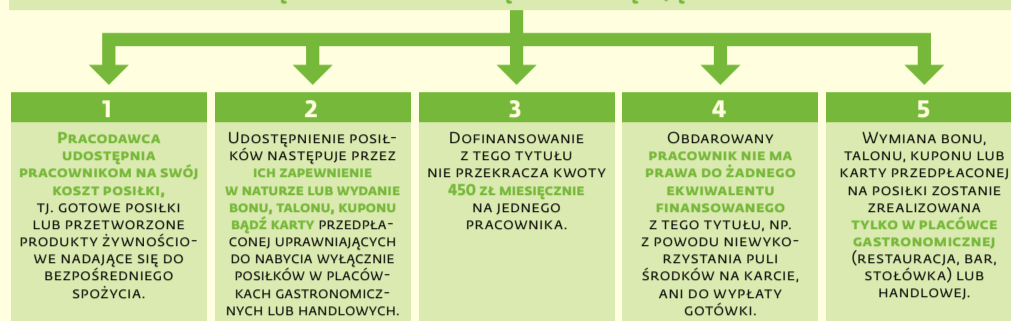 1
PRACODAWCA
UDOSTĘPNIA
PRACOWNIKOM NA SWÓJ
KOSZT POSIŁKI,
TJ. GOTOWE POSIŁKI
LUB PRZETWORZONE
PRODUKTY ŻYWNOŚCIO-
WE NADAJĄCE SIĘ DO
BEZPOŚREDNIEGO
SPOŻYCIA.
2
UDOSTĘPNIENIE POSIŁ-
KÓW NASTĘPUJE PRZEZ
ICH ZAPEWNIENIE
W NATURZE LUB WYDANIE
BONU, TALONU, KUPONU
BĄDŹ KARTY PRZEDPŁA-
CONEJ UPRAWNIAJĄCYCH
DO NABYCIA WYŁĄCZNIE
POSIŁKÓW W PLACÓW-
KACH GASTRONOMICZ-
NYCH LUB HANDLOWYCH.
3
DOFINANSOWANIE
Z TEGO TYTUŁU
NIE PRZEKRACZA KWOTY
450 ZŁ MIESIĘCZNIE
NA JEDNEGO
PRACOWNIKA.
4
OBDAROWANY
PRACOWNIK NIE MA
PRAWA DO ŻADNEGO
EKWIWALENTU
FINANSOWANEGO
Z TEGO TYTUŁU, NP.
Z POWODU NIEWYKO-
RZYSTANIA PULI
ŚRODKÓW NA KARCIE,
ANI DO WYPŁATY
GOTÓWKI.
5
WYMIANA BONU,
TALONU, KUPONU LUB
KARTY PRZEDPŁACONEJ
NA POSIŁKI ZOSTANIE
ZREALIZOWANA
TYLKO W PLACÓWCE
GASTRONOMICZNEJ
(RESTAURACJA, BAR,
STOŁÓWKA) LUB
HANDLOWEJ.